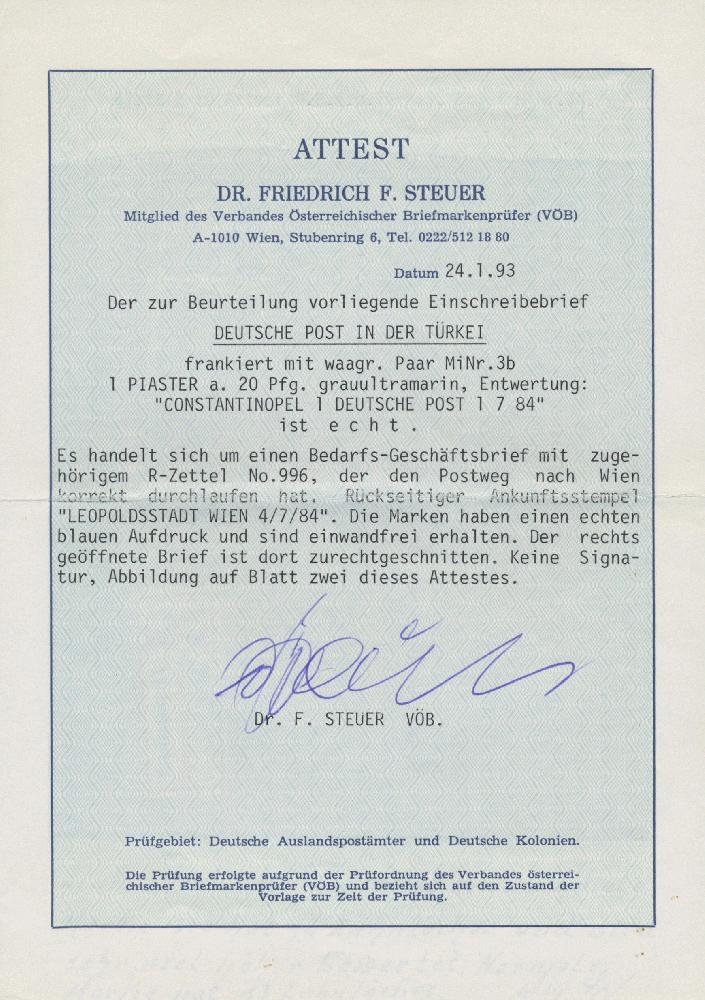 ATTEST
DR. FRIEDRICH F. STEUER
Mitglied des Verbandes Österreichischer Briefmarkenprüfer (VÖB)
A-1010 Wien, Stubenring 6, Tel. 0222/512 18 80
Datum 24.1.93
Der zur Beurteilung vorliegende Einschreibebrief
DEUTSCHE POST IN DER TÜRKEI
frankiert mit waagr. Paar MiNr.3b
1 PIASTER a. 20 Pfg. grauultramarin, Entwertung:
"CONSTANTINOPEL 1 DEUTSCHE POST 1 7 84"
ist e c h t .
Es handelt sich um einen Bedarfs-Geschäftsbrief mit zuge-
hörigem R-Zettel No.996, der den Postweg nach Wien
korrekt durchlaufen hat. Rückseitiger Ankunftsstempel
"LEOPOLDSSTADT WIEN 4/7/84". Die Marken haben einen echten
blauen Aufdruck und sind einwandfrei erhalten. Der rechts
geöffnete Brief ist dort zurechtgeschnitten. Keine Signa-
tur, Abbildung auf Blatt zwei dieses Attestes.
Dr. F. STEUER VÖB.
Prüfgebiet: Deutsche Auslandspostämter und Deutsche Kolonien.
Die Prüfung erfolgte aufgrund der Prüfordnung des Verbandes österrei-
chischer Briefmarkenprüfer (VÖB) und bezieht sich auf den Zustand der
Vorlage zur Zeit der Prüfung.